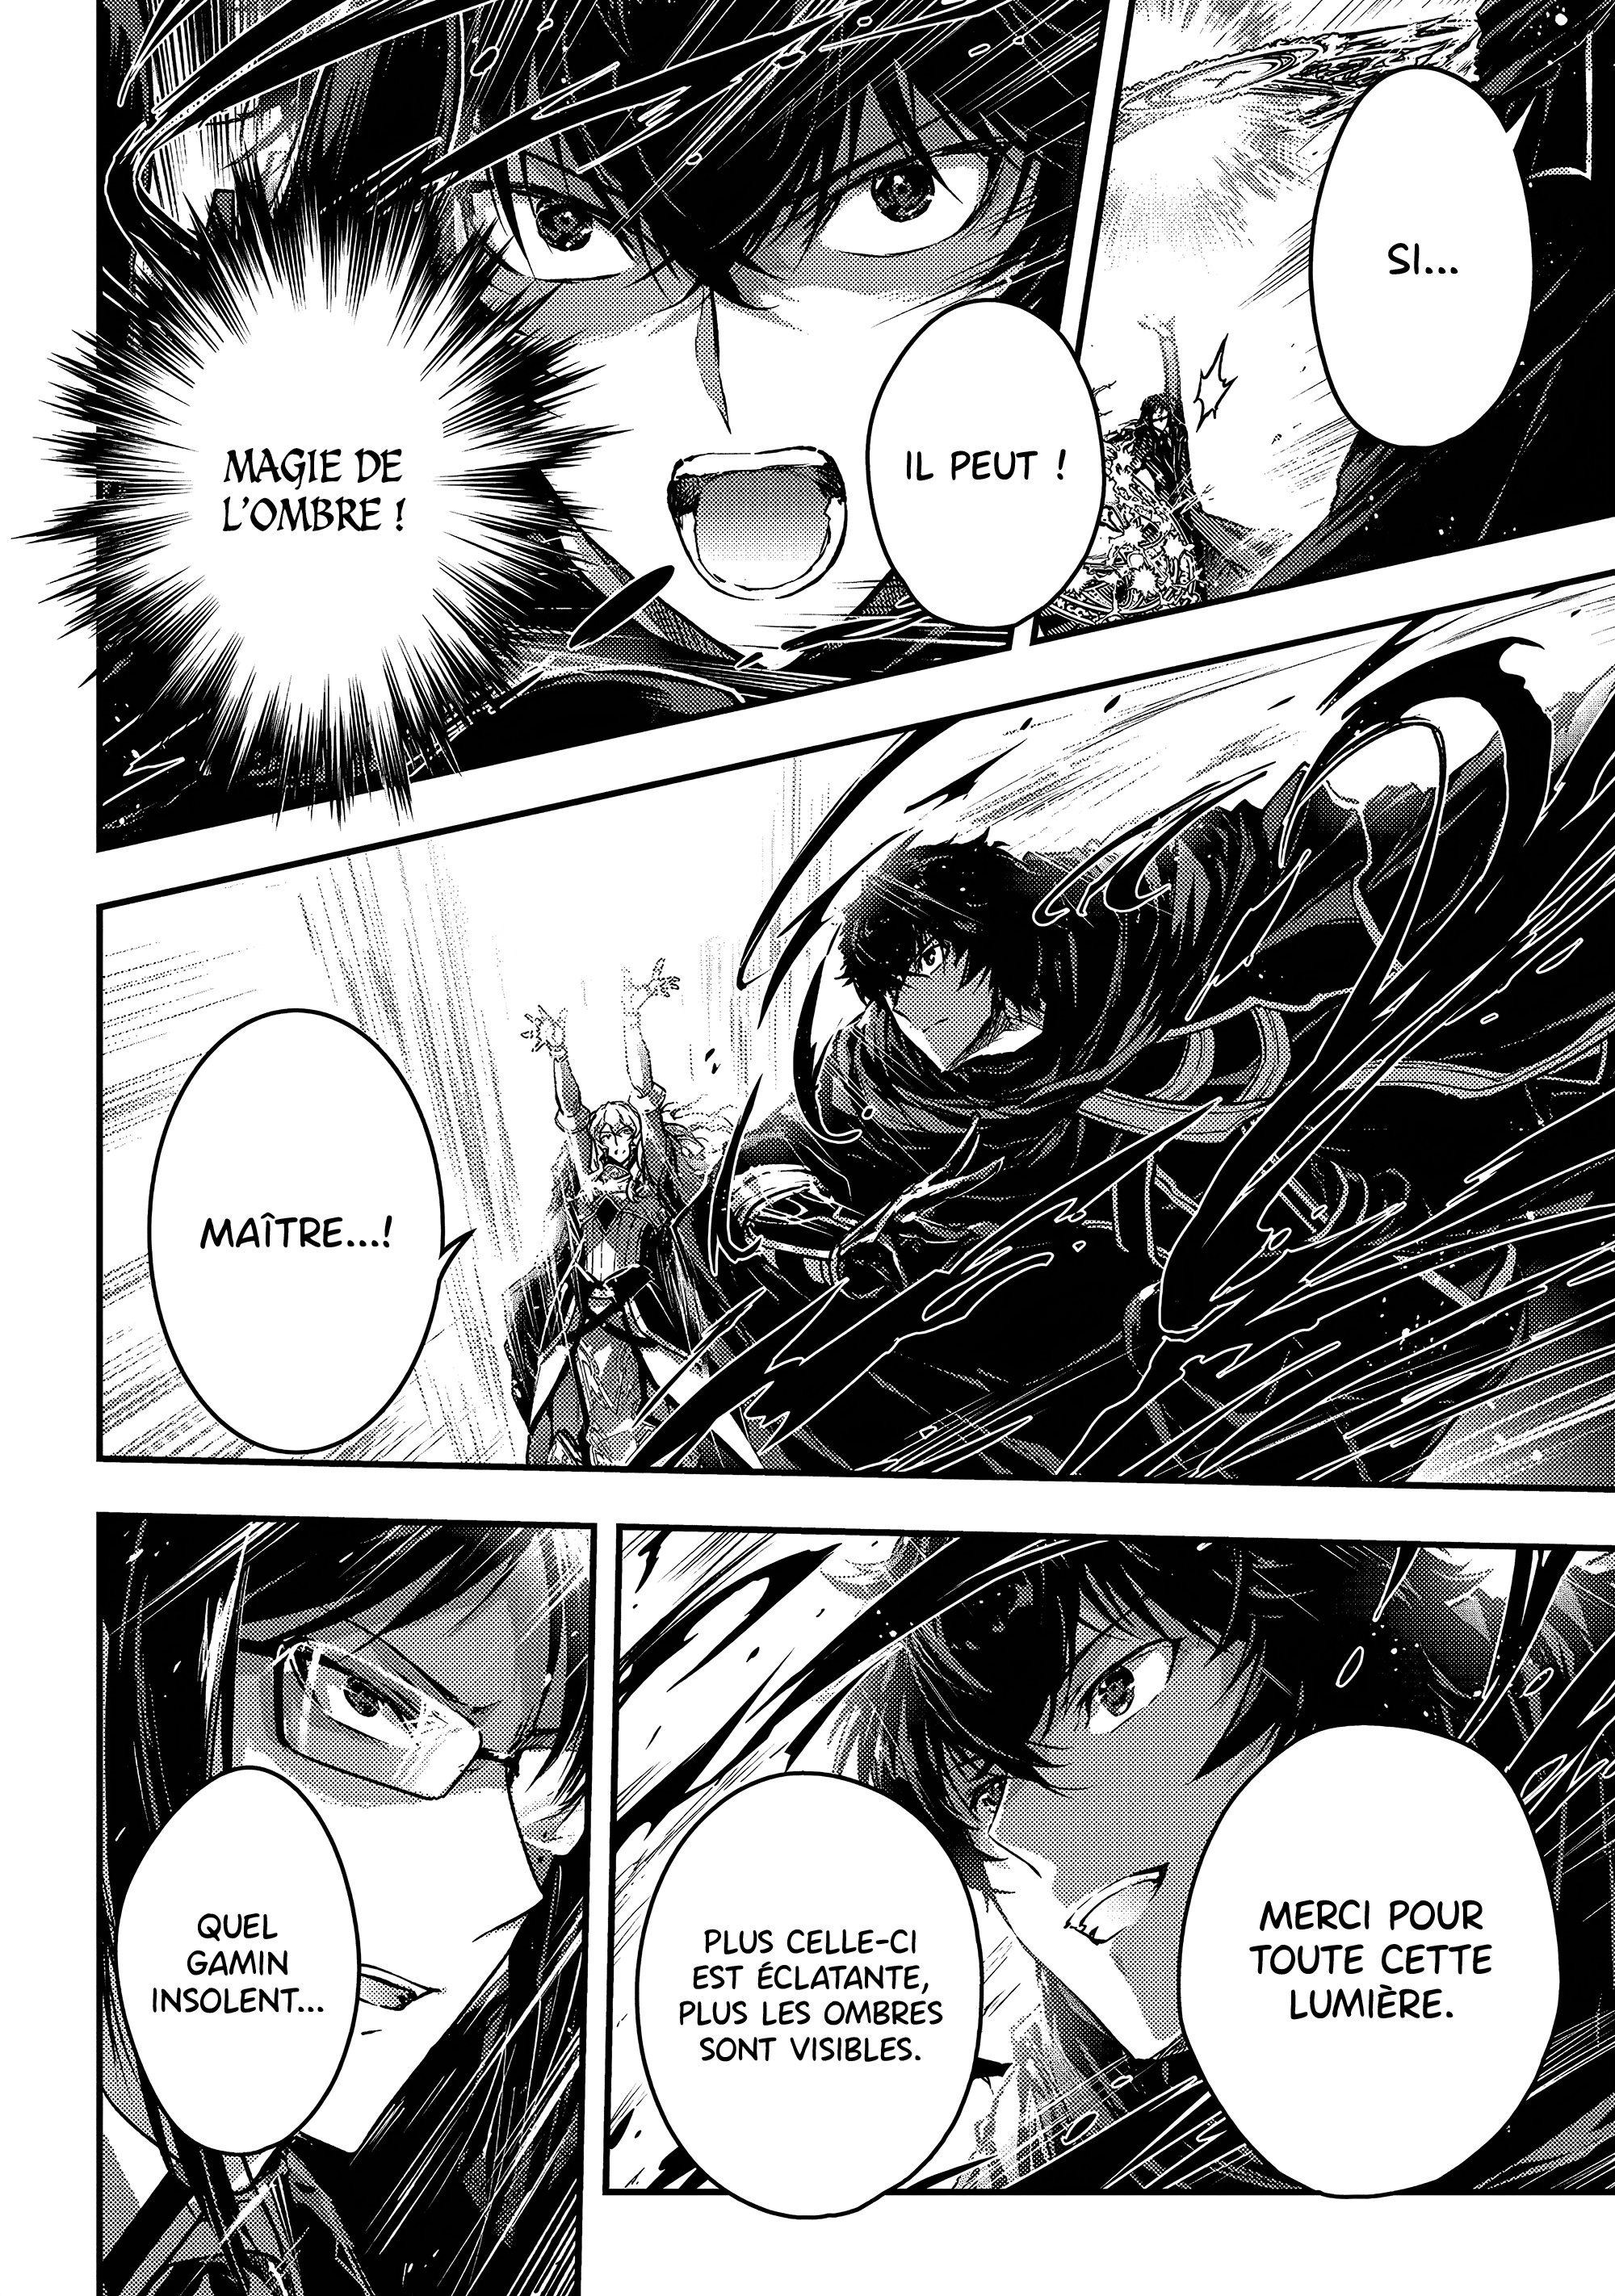 SI...
IL PEUT !
MAGIE DE
L'OMBRE !
MAÎTRE...!
MERCI POUR
TOUTE CETTE
LUMIÈRE.
PLUS CELLE-CI
EST ÉCLATANTE,
PLUS LES OMBRES
SONT VISIBLES.
QUEL
GAMIN
INSOLENT...